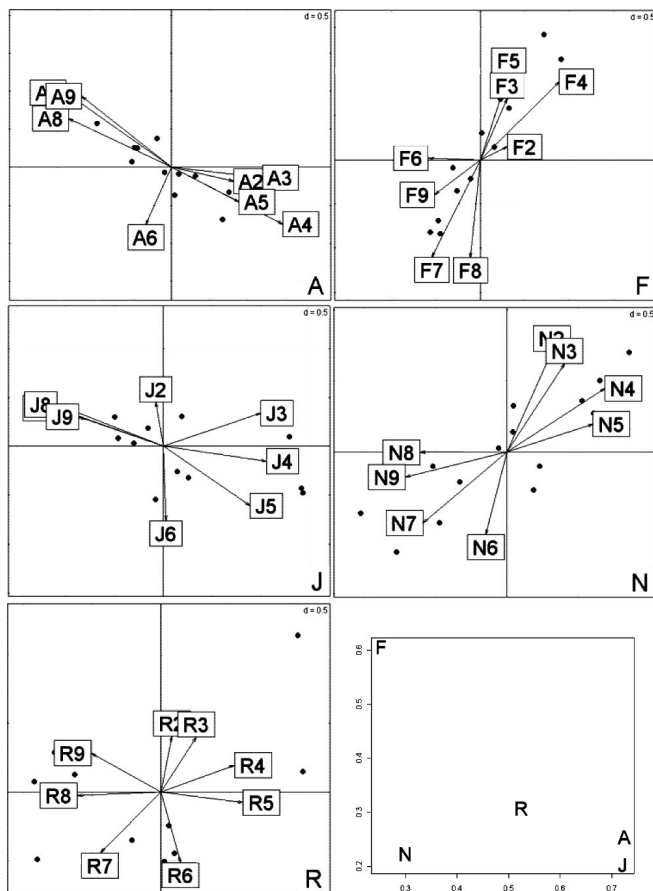 d = 0.5
A9
A8
A2
A3
A5
A4
A6
A
d = 0.5
F5
F3
F4
F2
F6
F9
F7
F8
F
d = 0.5
J8
J9
J2
J3
J4
J5
J6
J
d = 0.5
N3
N4
N5
N8
N9
N7
N6
N
d = 0.5
R2
R3
R4
R5
R9
R8
R7
R6
R
0.6
0.5
0.4
0.3
0.2
F
R
N
A
J
0.3
0.4
0.5
0.6
0.7